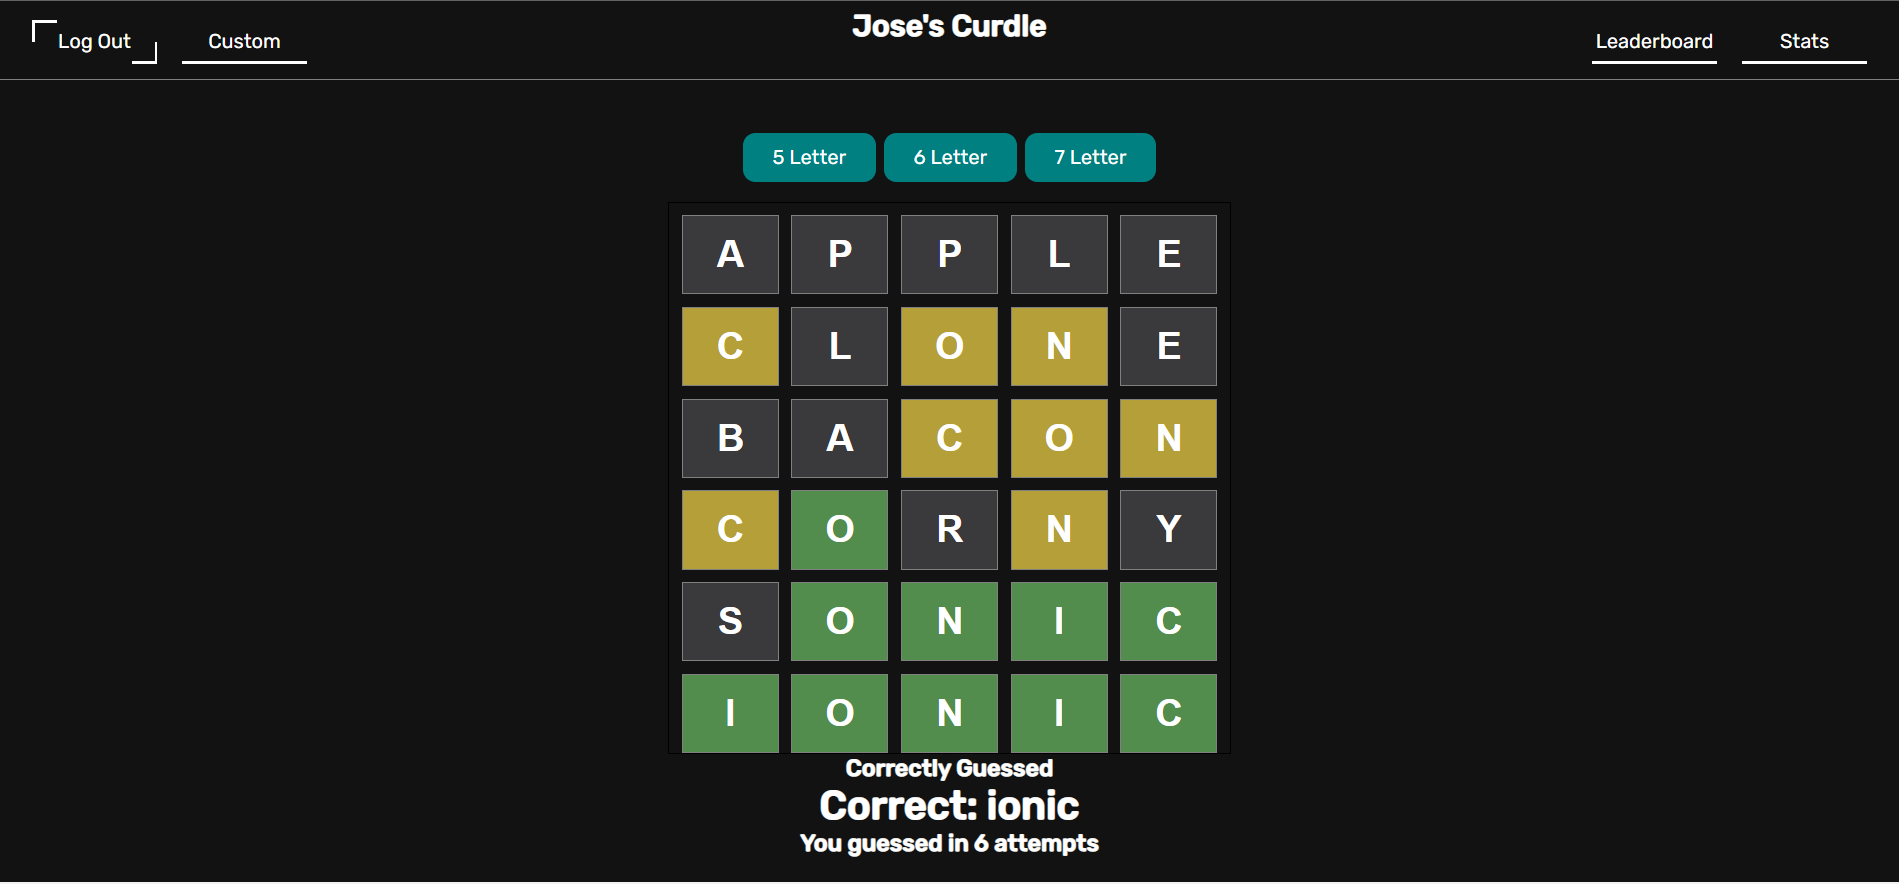 Jose's Curdle
Log Out Custom Leaderboard Stats
5 Letter 6 Letter 7 Letter
A P P L E
C L O N E
B A C O N
C O R N Y
S O N I C
I O N I C
Correctly Guessed
Correct: ionic
You guessed in 6 attempts